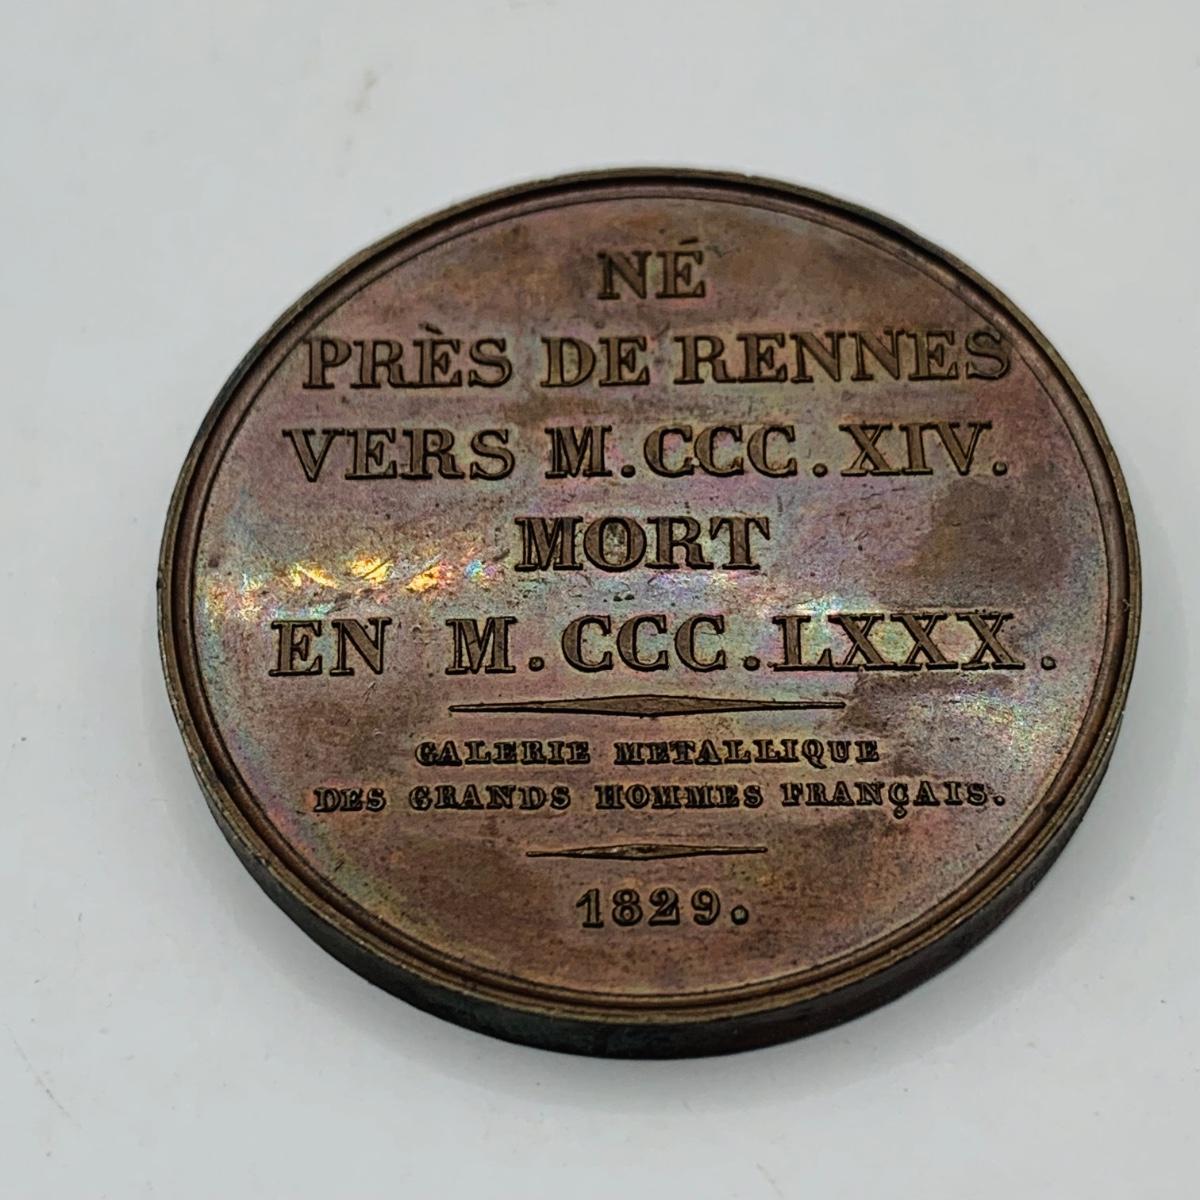 NÉ
PRÈS DE RENNES
VERS M.CCC.XIV.
MORT
EN M.CCC.LXXX.
GALERIE METALLIQUE
DES GRANDS HOMMES FRANÇAIS.
1829.